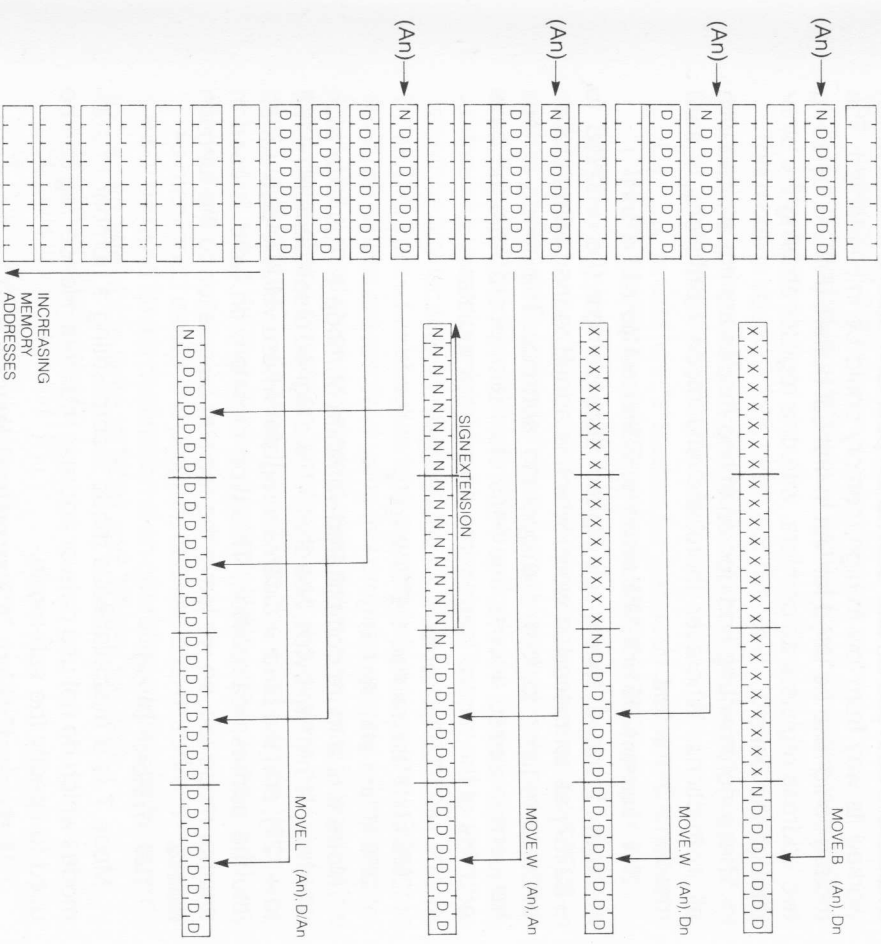 (An)
N D D D D D D D
MOVE.B (An), Dn
X X X X X X X X X X X X X X X X X X X X X X X X N D D D D D D D
(An)
N D D D D D D D
D D D D D D D D
MOVE.W (An), Dn
X X X X X X X X X X X X X X X X N D D D D D D D D D D D D D D D
(An)
N D D D D D D D
D D D D D D D D
MOVE.W (An), An
SIGN EXTENSION
N N N N N N N N N N N N N N N N N D D D D D D D D D D D D D D D
(An)
N D D D D D D D
D D D D D D D D
D D D D D D D D
D D D D D D D D
MOVE.L (An), D/An
N D D D D D D D D D D D D D D D D D D D D D D D D D D D D D D D
INCREASING
MEMORY
ADDRESSES